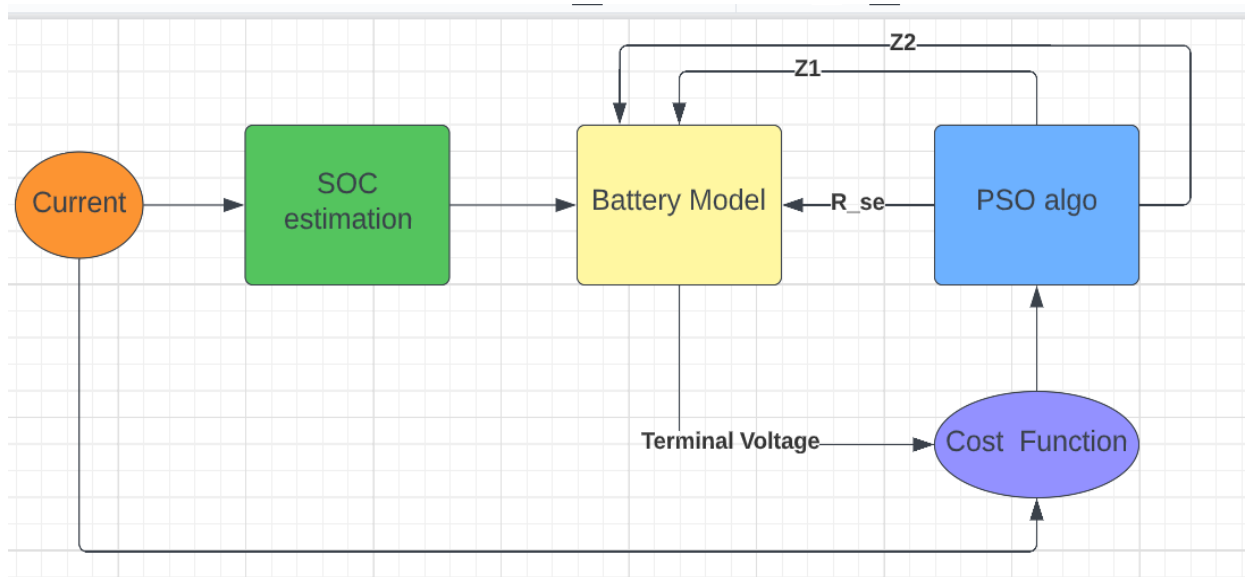 Z2
Z1
Current
SOC
estimation
Battery Model
R_se
PSO algo
Terminal Voltage
Cost Function